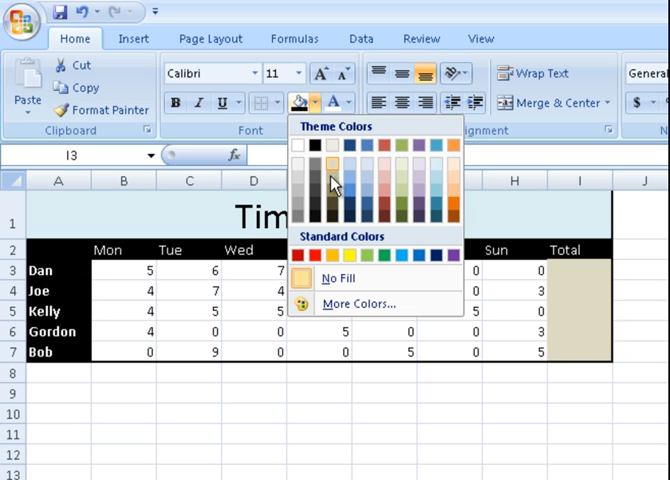 Home Insert Page Layout Formulas Data Review View
Cut
Copy
Format Painter
Paste
Clipboard
Calibri 11 A A
B I U A
Font
Wrap Text
Merge & Center
General
$
I3 fx
A B C D H I J
1 Tim
2 Mon Tue Wed Sun Total
3 Dan 5 6 7 0 0
4 Joe 4 7 4 0 3
5 Kelly 4 5 5 5 0
6 Gordon 4 0 0 5 0 0 3
7 Bob 0 9 0 0 5 0 5
8
9
10
11
12
13
Theme Colors
Standard Colors
No Fill
More Colors...